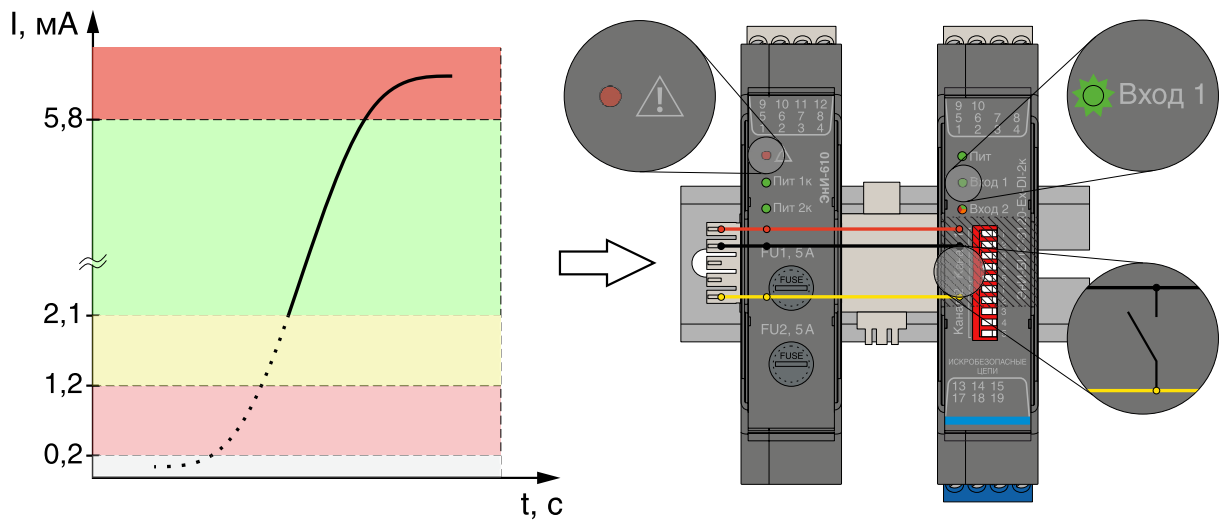 I, мА
5,8
2,1
1,2
0,2
t, с
9 10 11 12
5 6 7 8
1 2 3 4
ЭнИ-610
Пит 1к
Пит 2к
FU1, 5 A
FUSE
FU2, 5 A
FUSE
9 10
5 6 7 8
1 2 3 4
Пит
Вход 1
Вход 2
Вход 1
3
4
ИСКРОБЕЗОПАСНЫЕ
ЦЕПИ
13 14 15
17 18 19